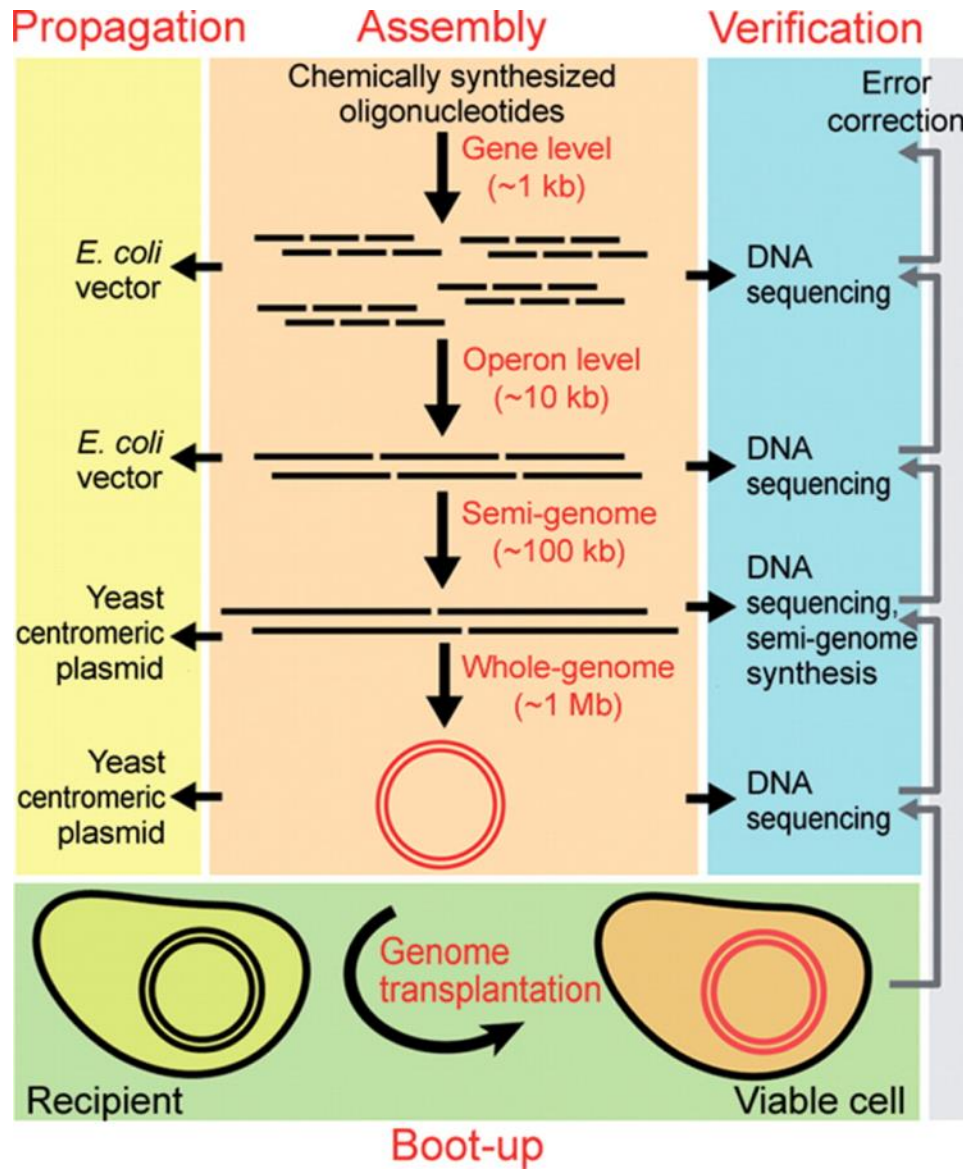 Propagation
Assembly
Verification
Chemically synthesized
oligonucleotides
Error
correction
Gene level
(~1 kb)
E. coli
vector
DNA
sequencing
Operon level
(~10 kb)
E. coli
vector
DNA
sequencing
Semi-genome
(~100 kb)
Yeast
centromeric
plasmid
DNA
sequencing,
semi-genome
synthesis
Whole-genome
(~1 Mb)
Yeast
centromeric
plasmid
DNA
sequencing
Genome
transplantation
Recipient
Viable cell
Boot-up